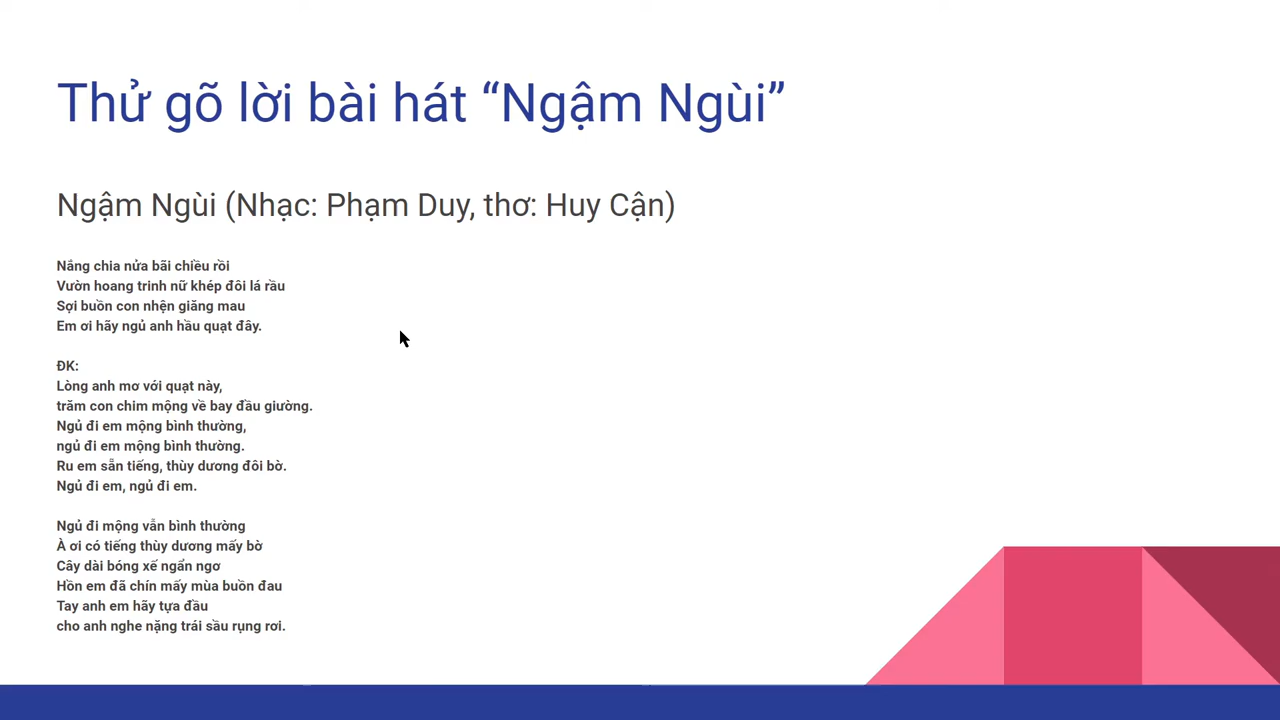 Thử gõ lời bài hát “Ngậm Ngùi”
Ngậm Ngùi (Nhạc: Phạm Duy, thơ: Huy Cận)
Nắng chia nửa bãi chiều rồi
Vườn hoang trinh nữ khép đôi lá rầu
Sợi buồn con nhện giăng mau
Em ơi hãy ngủ anh hầu quạt đây.
ĐK:
Lòng anh mơ với quạt này,
trăm con chim mộng về bay đầu giường.
Ngủ đi em mộng bình thường,
ngủ đi em mộng bình thường.
Ru em sẵn tiếng, thùy dương đôi bờ.
Ngủ đi em, ngủ đi em.
Ngủ đi mộng vẫn bình thường
À ơi có tiếng thùy dương mấy bờ
Cây dài bóng xế ngẩn ngơ
Hồn em đã chín mấy mùa buồn đau
Tay anh em hãy tựa đầu
cho anh nghe nặng trái sầu rụng rơi.